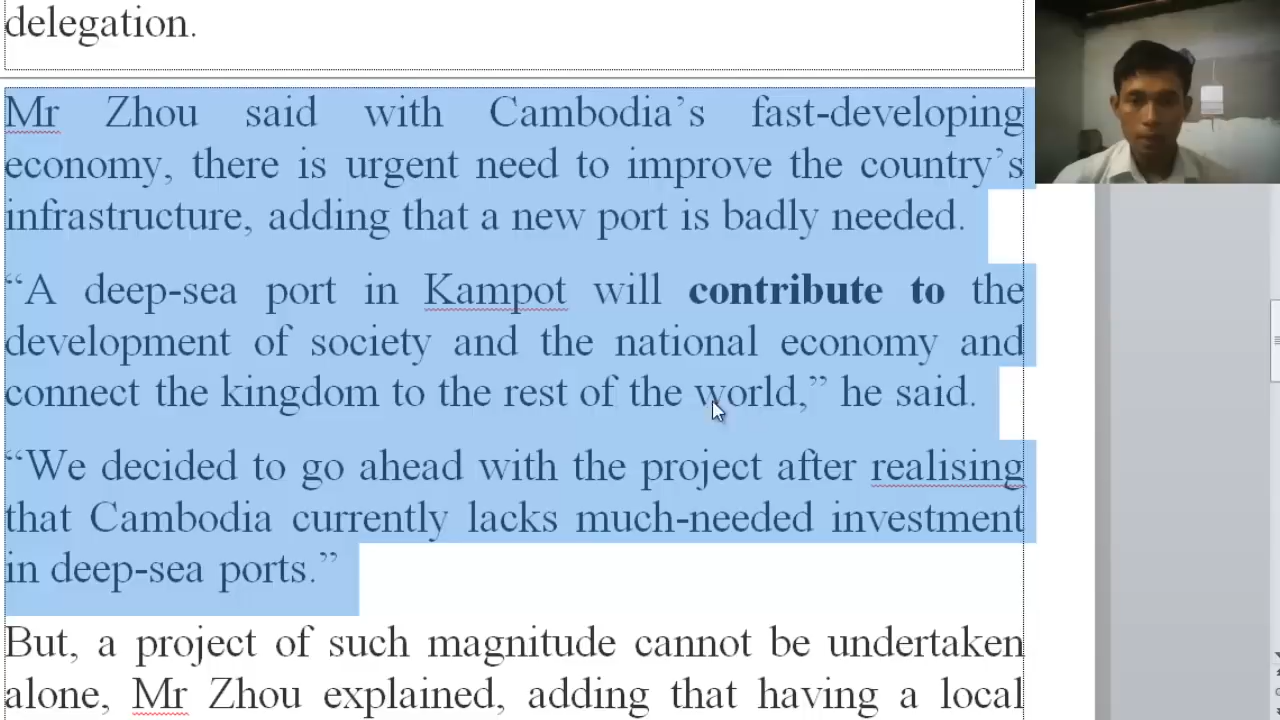 delegation.
Mr Zhou said with Cambodia’s fast-developing
economy, there is urgent need to improve the country’s
infrastructure, adding that a new port is badly needed.
“A deep-sea port in Kampot will contribute to the
development of society and the national economy and
connect the kingdom to the rest of the world,” he said.
“We decided to go ahead with the project after realising
that Cambodia currently lacks much-needed investment
in deep-sea ports.”
But, a project of such magnitude cannot be undertaken
alone, Mr Zhou explained, adding that having a local